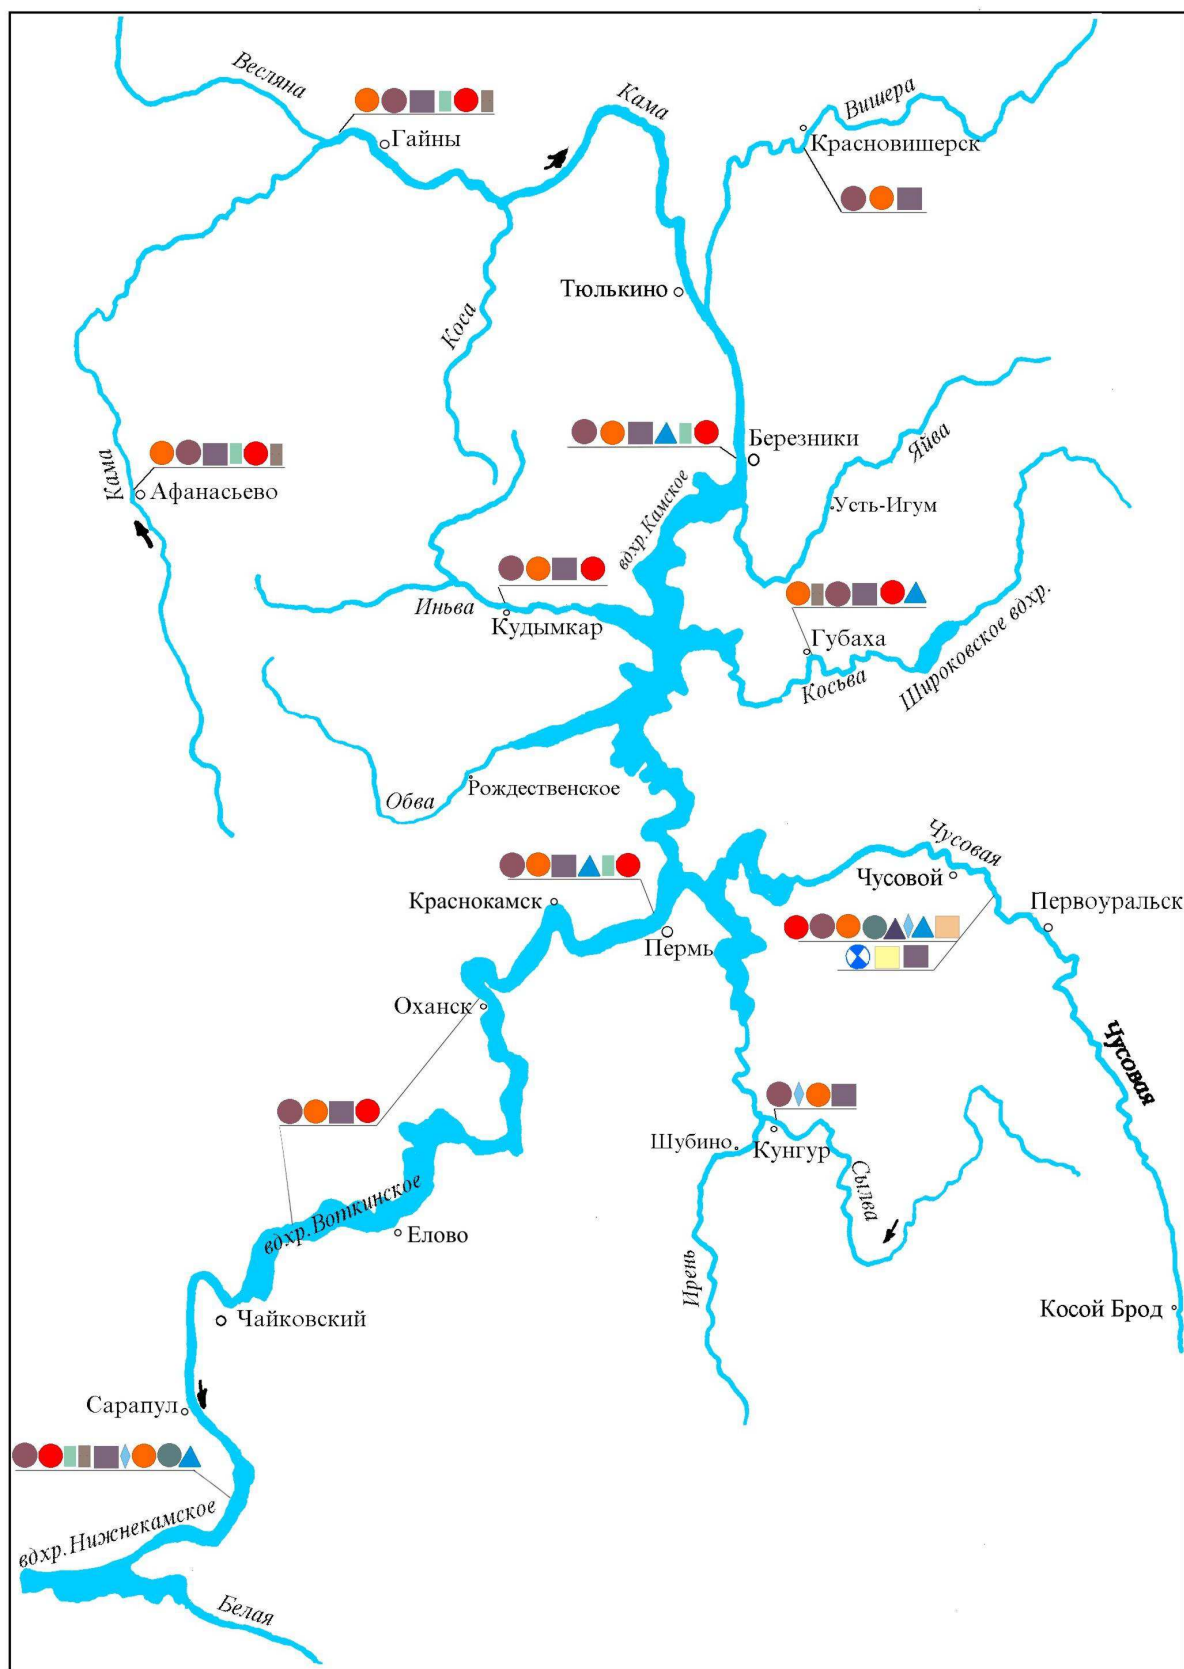 Весляна
Кама
Вишера
Гайны
Красновишерск
Тюлькино
Коса
Березники
Яйва
Кама
Афанасьево
вдхр.Камское
Усть-Игум
Иньва
Кудымкар
Губаха
Косьва
Широковское вдхр.
Обва
Рождественское
Чусовая
Чусовой
Краснокамск
Первоуральск
Пермь
Оханск
Чусовая
Шубино
Кунгур
Сылва
вдхр.Воткинское
Елово
Ирень
Чайковский
Косой Брод
Сарапул
вдхр.Нижнекамское
Белая